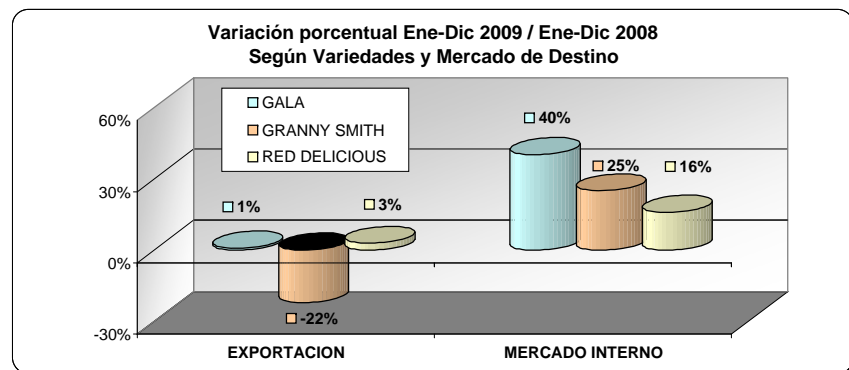 Variación porcentual Ene-Dic 2009 / Ene-Dic 2008
Según Variedades y Mercado de Destino
60%
30%
0%
-30%
GALA
GRANNY SMITH
RED DELICIOUS
1%
-22%
3%
40%
25%
16%
EXPORTACION
MERCADO INTERNO